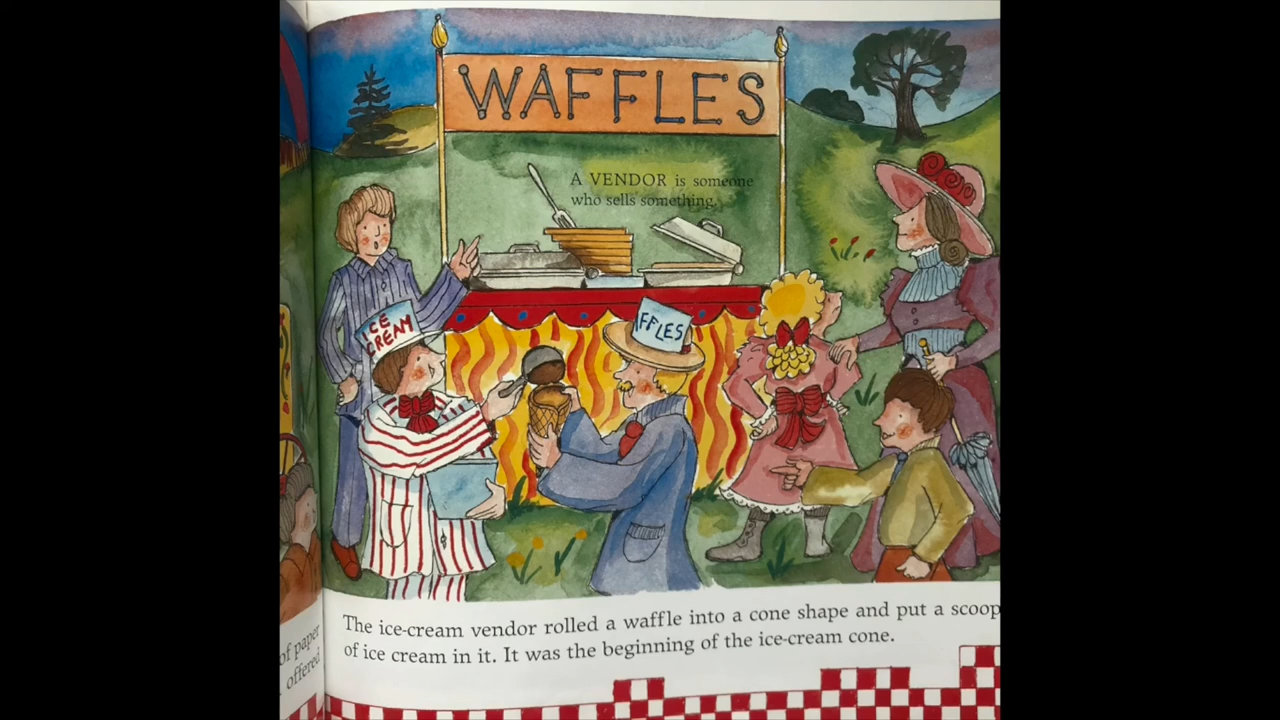 WAFFLES
A VENDOR is someone
who sells something.
ICE
CREAM
FFLES
of paper
offered
The ice-cream vendor rolled a waffle into a cone shape and put a scoop
of ice cream in it. It was the beginning of the ice-cream cone.